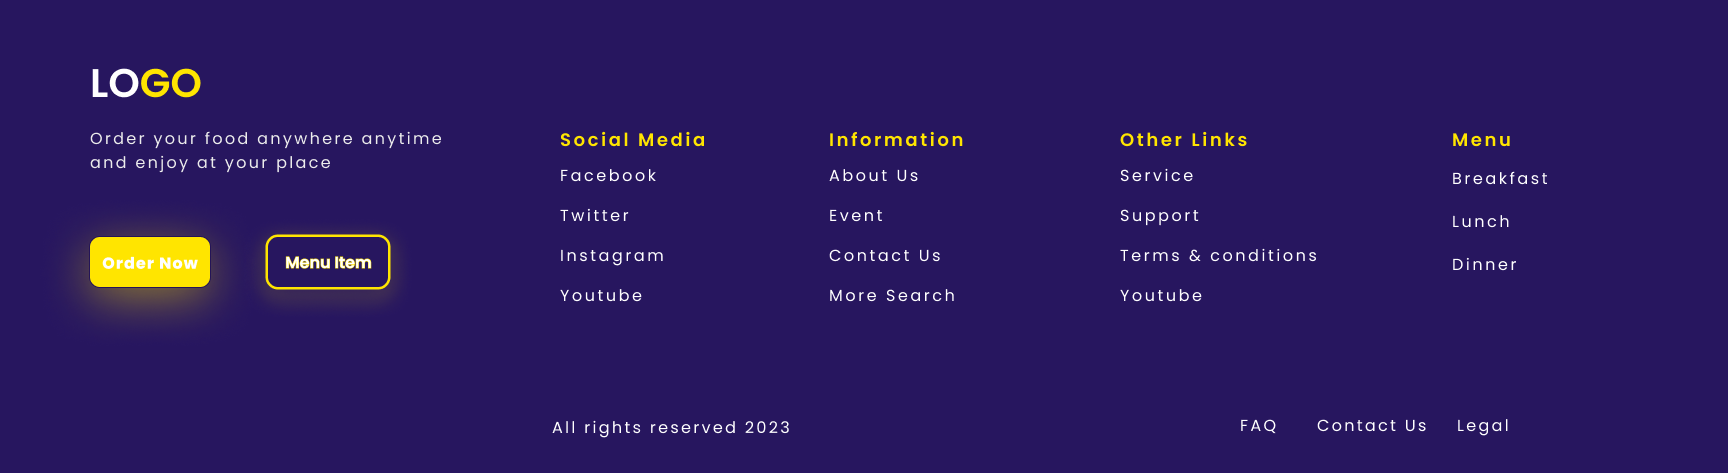 LOGO
Order your food anywhere anytime
and enjoy at your place
Order Now
Menu Item
Social Media
Facebook
Twitter
Instagram
Youtube
Information
About Us
Event
Contact Us
More Search
Other Links
Service
Support
Terms & conditions
Youtube
Menu
Breakfast
Lunch
Dinner
All rights reserved 2023
FAQ
Contact Us
Legal